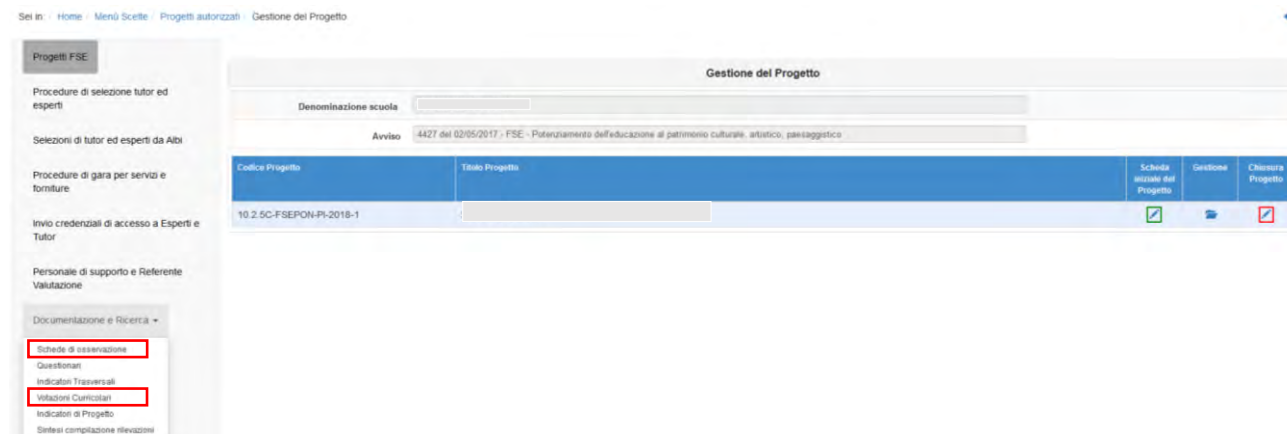 Sei in: / Home / Menù Scelte / Progetti autorizzati / Gestione del Progetto
Progetti FSE
Procedure di selezione tutor ed
esperti
Selezioni di tutor ed esperti da Albi
Procedure di gara per servizi e
forniture
Invio credenziali di accesso a Esperti e
Tutor
Personale di supporto e Referente
Valutazione
Documentazione e Ricerca
Schede di osservazione
Questionari
Indicatori Trasversali
Votazioni Curricolari
Indicatori di Progetto
Sintesi compilazione rilevazioni
Gestione del Progetto
Denominazione scuola
Avviso 4427 del 02/05/2017 - FSE - Potenziamento dell'educazione al patrimonio culturale, artistico, paesaggistico
Codice Progetto Titolo Progetto Scheda iniziale del Progetto Gestione Chiusura Progetto
10.2.5C-FSEPON-PI-2018-1